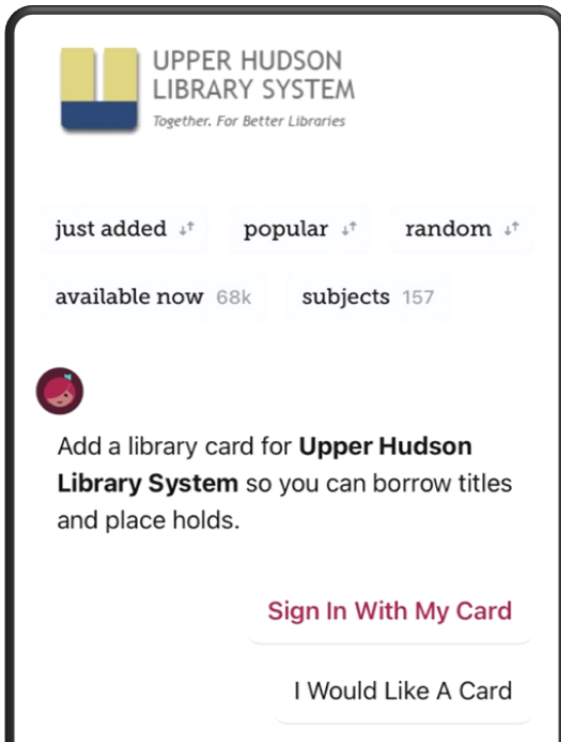 UPPER HUDSON
LIBRARY SYSTEM
Together. For Better Libraries
just added popular random
available now 68k subjects 157
Add a library card for Upper Hudson
Library System so you can borrow titles
and place holds.
Sign In With My Card
I Would Like A Card